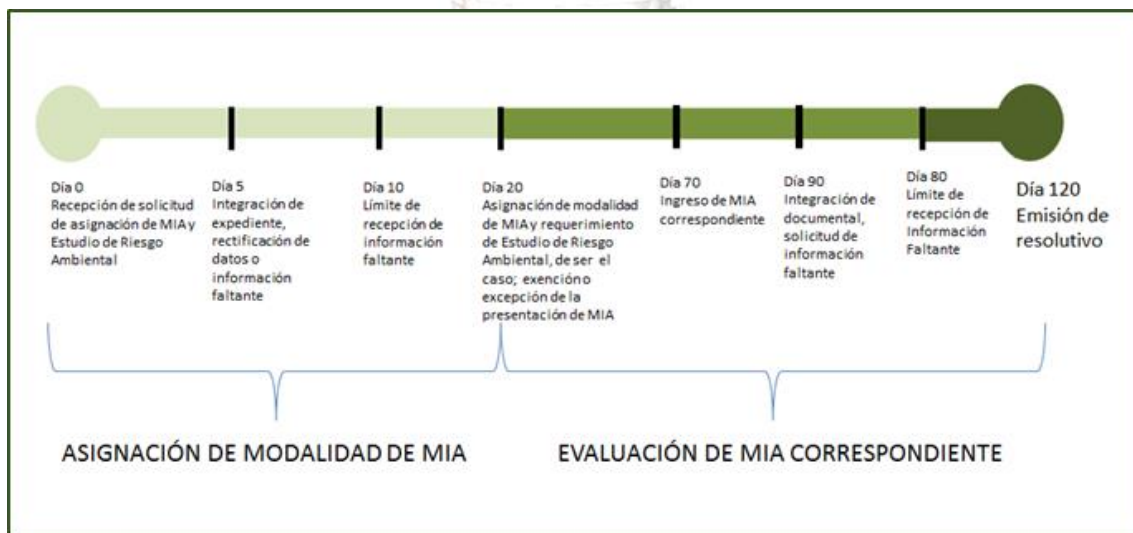 Día 0
Recepción de solicitud
de asignación de MIA y
Estudio de Riesgo
Ambiental
Día 5
Integración de
expediente,
rectificación de
datos o
información
faltante
Día 10
Límite de
recepción de
información
faltante
Día 20
Asignación de modalidad
de MIA y requerimiento
de Estudio de Riesgo
Ambiental, de ser el
caso; exención o
excepción de la
presentación de MIA
Día 70
Ingreso de MIA
correspondiente
Día 90
Integración de
documental,
solicitud de
información
faltante
Día 80
Límite de
recepción de
Información
Faltante
Día 120
Emisión de
resolutivo
ASIGNACIÓN DE MODALIDAD DE MIA
EVALUACIÓN DE MIA CORRESPONDIENTE